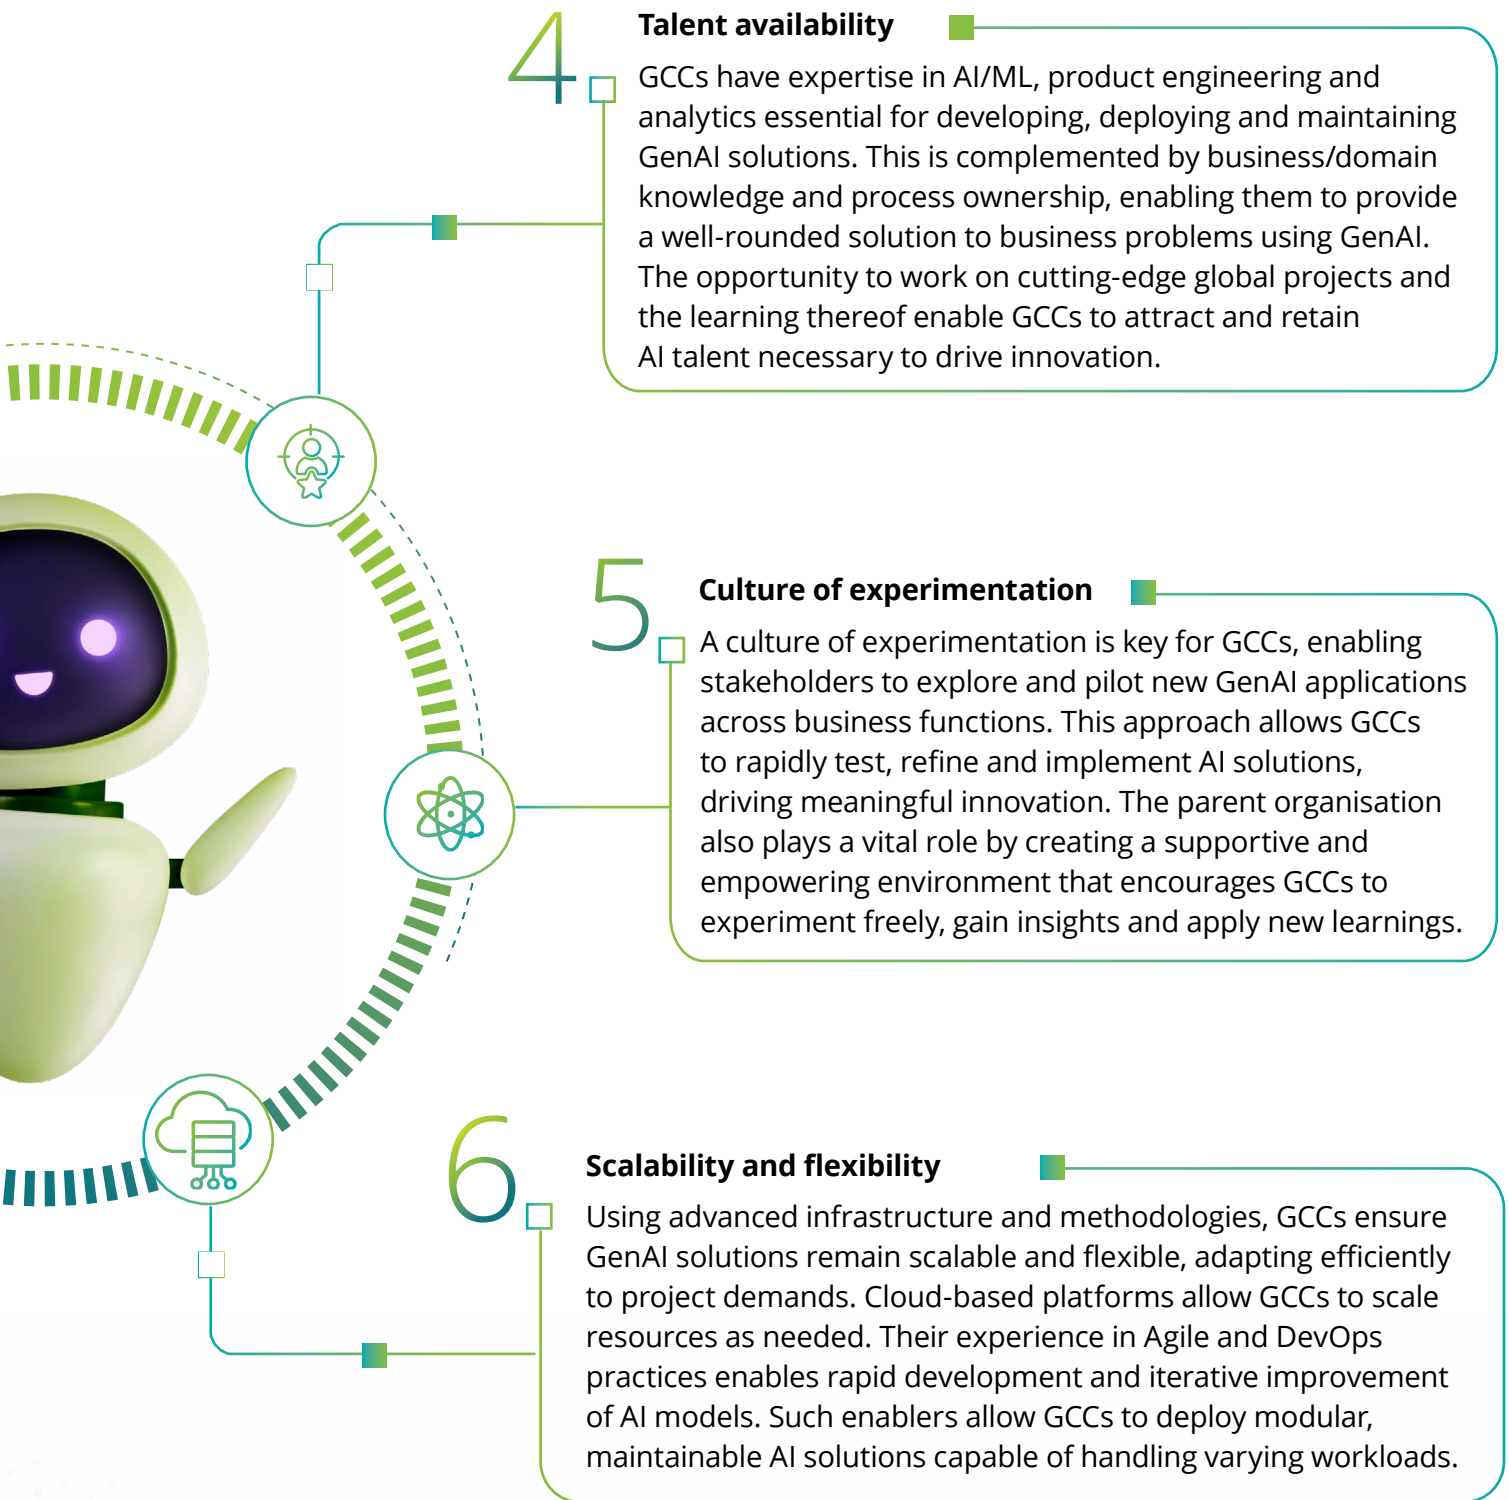 4
Talent availability
GCCs have expertise in AI/ML, product engineering and
analytics essential for developing, deploying and maintaining
GenAI solutions. This is complemented by business/domain
knowledge and process ownership, enabling them to provide
a well-rounded solution to business problems using GenAI.
The opportunity to work on cutting-edge global projects and
the learning thereof enable GCCs to attract and retain
AI talent necessary to drive innovation.
5
Culture of experimentation
A culture of experimentation is key for GCCs, enabling
stakeholders to explore and pilot new GenAI applications
across business functions. This approach allows GCCs
to rapidly test, refine and implement AI solutions,
driving meaningful innovation. The parent organisation
also plays a vital role by creating a supportive and
empowering environment that encourages GCCs to
experiment freely, gain insights and apply new learnings.
6
Scalability and flexibility
Using advanced infrastructure and methodologies, GCCs ensure
GenAI solutions remain scalable and flexible, adapting efficiently
to project demands. Cloud-based platforms allow GCCs to scale
resources as needed. Their experience in Agile and DevOps
practices enables rapid development and iterative improvement
of AI models. Such enablers allow GCCs to deploy modular,
maintainable AI solutions capable of handling varying workloads.